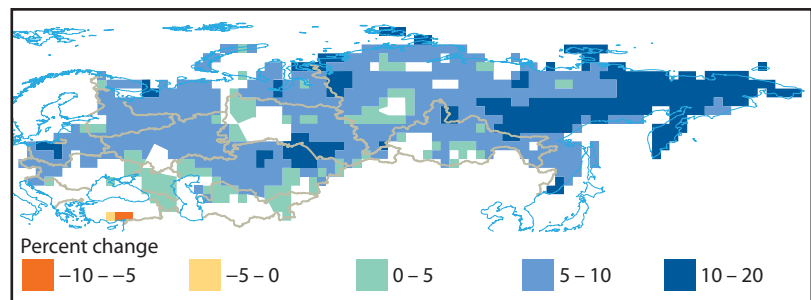 Percent change
−10 – −5 −5 – 0 0 – 5 5 – 10 10 – 20